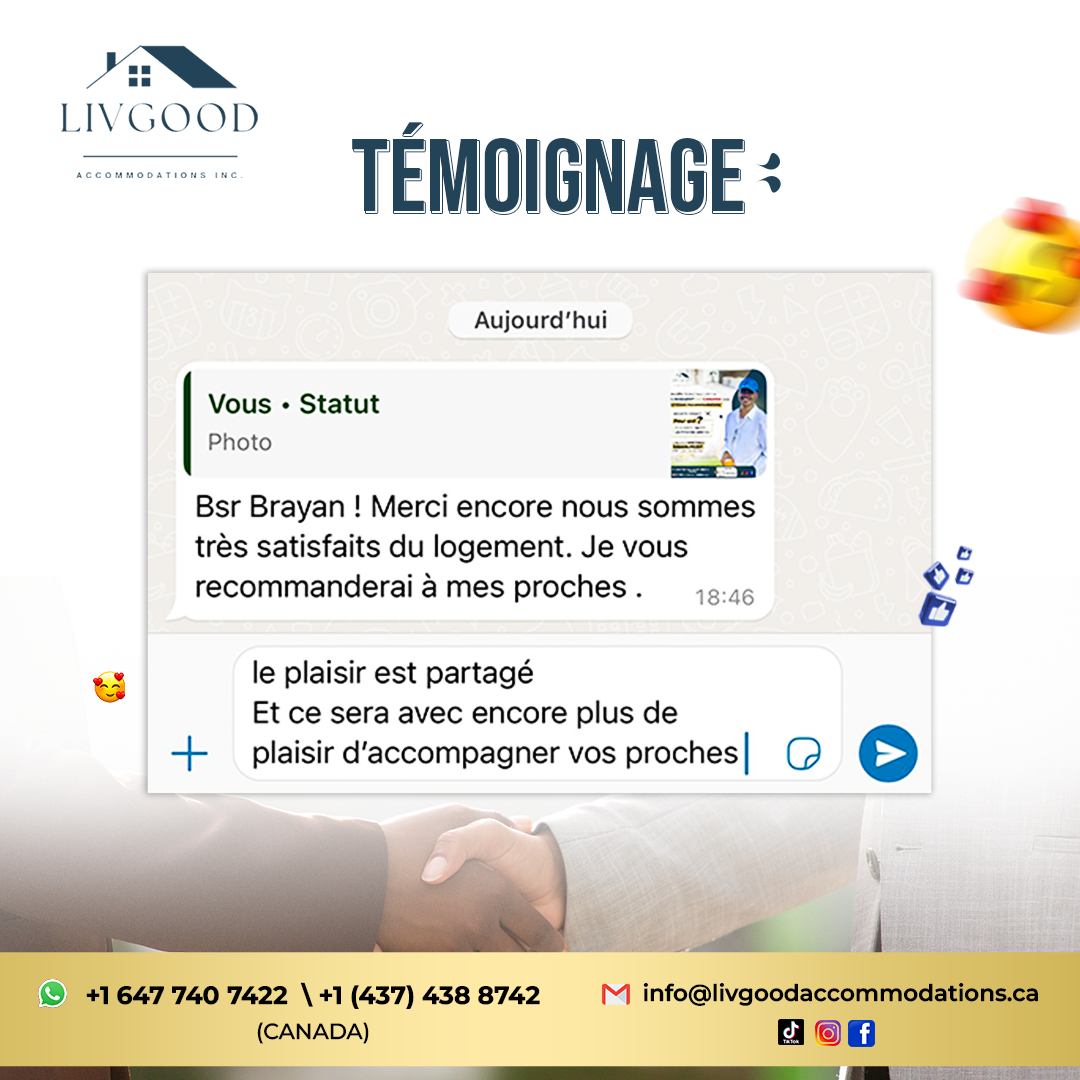 LIVGOOD
ACCOMMODATIONS INC.
TÉMOIGNAGE :
Aujourd’hui
Vous • Statut
Photo
Bsr Brayan ! Merci encore nous sommes
très satisfaits du logement. Je vous
recommanderai à mes proches .
18:46
le plaisir est partagé
Et ce sera avec encore plus de
plaisir d’accompagner vos proches
+1 647 740 7422 \ +1 (437) 438 8742
(CANADA)
info@livgoodaccommodations.ca
TikTok